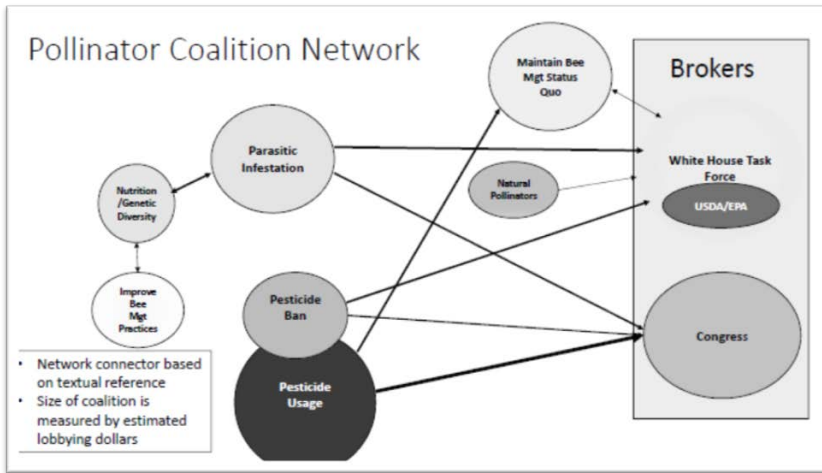 Pollinator Coalition Network
Maintain Bee
Mgt Status
Quo
Brokers
Parasitic
Infestation
White House Task
Force
USDA/EPA
Natural
Pollinators
Nutrition
/Genetic
Diversity
Improve
Bee
Mgt
Practices
Pesticide
Ban
Congress
Pesticide
Usage
• Network connector based
on textual reference
• Size of coalition is
measured by estimated
lobbying dollars